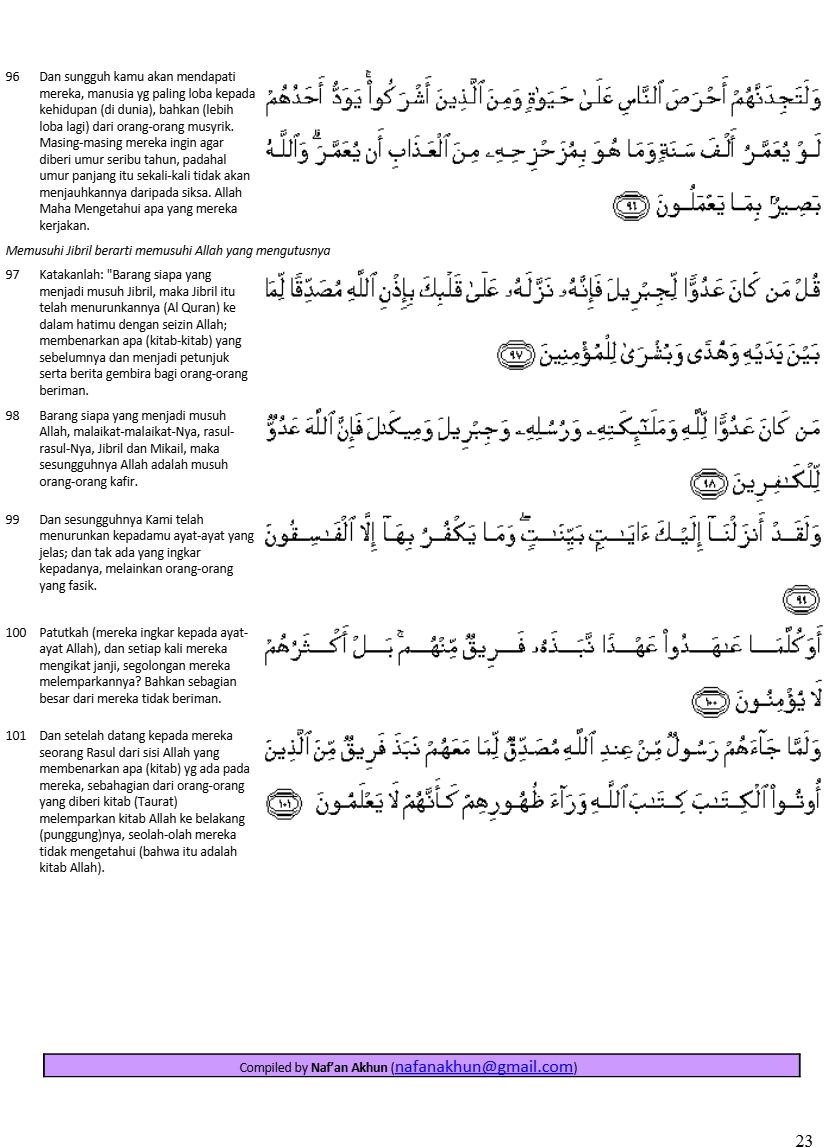 96 Dan sungguh kamu akan mendapati
mereka, manusia yg paling loba kepada
kehidupan (di dunia), bahkan (lebih
loba lagi) dari orang-orang musyrik.
Masing-masing mereka ingin agar
diberi umur seribu tahun, padahal
umur panjang itu sekali-kali tidak akan
menjauhkannya daripada siksa. Allah
Maha Mengetahui apa yang mereka
kerjakan.
وَلَتَجِدَنَّهُمْ أَحْرَصَ ٱلنَّاسِ عَلَىٰ حَيَوٰةٍ وَمِنَ ٱلَّذِينَ أَشْرَكُوا۟ ۚ يَوَدُّ أَحَدُهُمْ
لَوْ يُعَمَّرُ أَلْفَ سَنَةٍ وَمَا هُوَ بِمُزَحْزِحِهِۦ مِنَ ٱلْعَذَابِ أَن يُعَمَّرَ ۗ وَٱللَّهُ
بَصِيرٌۢ بِمَا يَعْمَلُونَ ٩٦
Memusuhi Jibril berarti memusuhi Allah yang mengutusnya
97 Katakanlah: "Barang siapa yang
menjadi musuh Jibril, maka Jibril itu
telah menurunkannya (Al Quran) ke
dalam hatimu dengan seizin Allah;
membenarkan apa (kitab-kitab) yang
sebelumnya dan menjadi petunjuk
serta berita gembira bagi orang-orang
beriman.
قُلْ مَن كَانَ عَدُوًّا لِّجِبْرِيلَ فَإِنَّهُۥ نَزَّلَهُۥ عَلَىٰ قَلْبِكَ بِإِذْنِ ٱللَّهِ مُصَدِّقًا لِّمَا
بَيْنَ يَدَيْهِ وَهُدًى وَبُشْرَىٰ لِلْمُؤْمِنِينَ ٩٧
98 Barang siapa yang menjadi musuh
Allah, malaikat-malaikat-Nya, rasul-
rasul-Nya, Jibril dan Mikail, maka
sesungguhnya Allah adalah musuh
orang-orang kafir.
مَن كَانَ عَدُوًّا لِّلَّهِ وَمَلَـٰٓئِكَتِهِۦ وَرُسُلِهِۦ وَجِبْرِيلَ وَمِيكَىٰلَ فَإِنَّ ٱللَّهَ عَدُوٌّ
لِّلْكَـٰفِرِينَ ٩٨
99 Dan sesungguhnya Kami telah
menurunkan kepadamu ayat-ayat yang
jelas; dan tak ada yang ingkar
kepadanya, melainkan orang-orang
yang fasik.
وَلَقَدْ أَنزَلْنَآ إِلَيْكَ ءَايَـٰتٍۭ بَيِّنَـٰتٍ ۖ وَمَا يَكْفُرُ بِهَآ إِلَّا ٱلْفَـٰسِقُونَ
٩٩
100 Patutkah (mereka ingkar kepada ayat-
ayat Allah), dan setiap kali mereka
mengikat janji, segolongan mereka
melemparkannya? Bahkan sebagian
besar dari mereka tidak beriman.
أَوَكُلَّمَا عَـٰهَدُوا۟ عَهْدًا نَّبَذَهُۥ فَرِيقٌ مِّنْهُم ۚ بَلْ أَكْثَرُهُمْ
لَا يُؤْمِنُونَ ١٠٠
101 Dan setelah datang kepada mereka
seorang Rasul dari sisi Allah yang
membenarkan apa (kitab) yg ada pada
mereka, sebahagian dari orang-orang
yang diberi kitab (Taurat)
melemparkan kitab Allah ke belakang
(punggung)nya, seolah-olah mereka
tidak mengetahui (bahwa itu adalah
kitab Allah).
وَلَمَّا جَآءَهُمْ رَسُولٌ مِّنْ عِندِ ٱللَّهِ مُصَدِّقٌ لِّمَا مَعَهُمْ نَبَذَ فَرِيقٌ مِّنَ ٱلَّذِينَ
أُوتُوا۟ ٱلْكِتَـٰبَ كِتَـٰبَ ٱللَّهِ وَرَآءَ ظُهُورِهِمْ كَأَنَّهُمْ لَا يَعْلَمُونَ ١٠١
Compiled by Naf'an Akhun (nafanakhun@gmail.com)
23